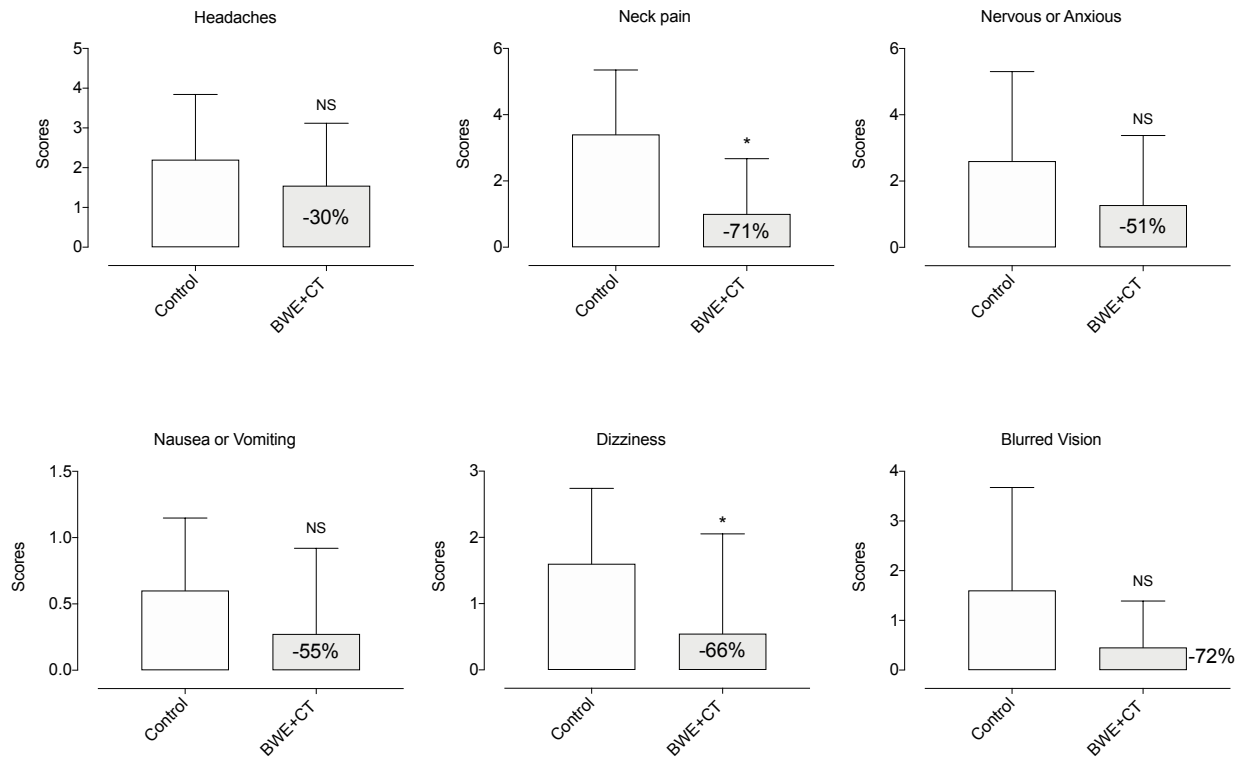 Headaches
5
4
3
2
1
0
Scores
NS
-30%
Control
BWE+CT
Neck pain
6
4
2
0
Scores
*
-71%
Control
BWE+CT
Nervous or Anxious
6
4
2
0
Scores
NS
-51%
Control
BWE+CT
Nausea or Vomiting
1.5
1.0
0.5
0.0
Scores
NS
-55%
Control
BWE+CT
Dizziness
3
2
1
0
Scores
*
-66%
Control
BWE+CT
Blurred Vision
4
3
2
1
0
Scores
NS
-72%
Control
BWE+CT